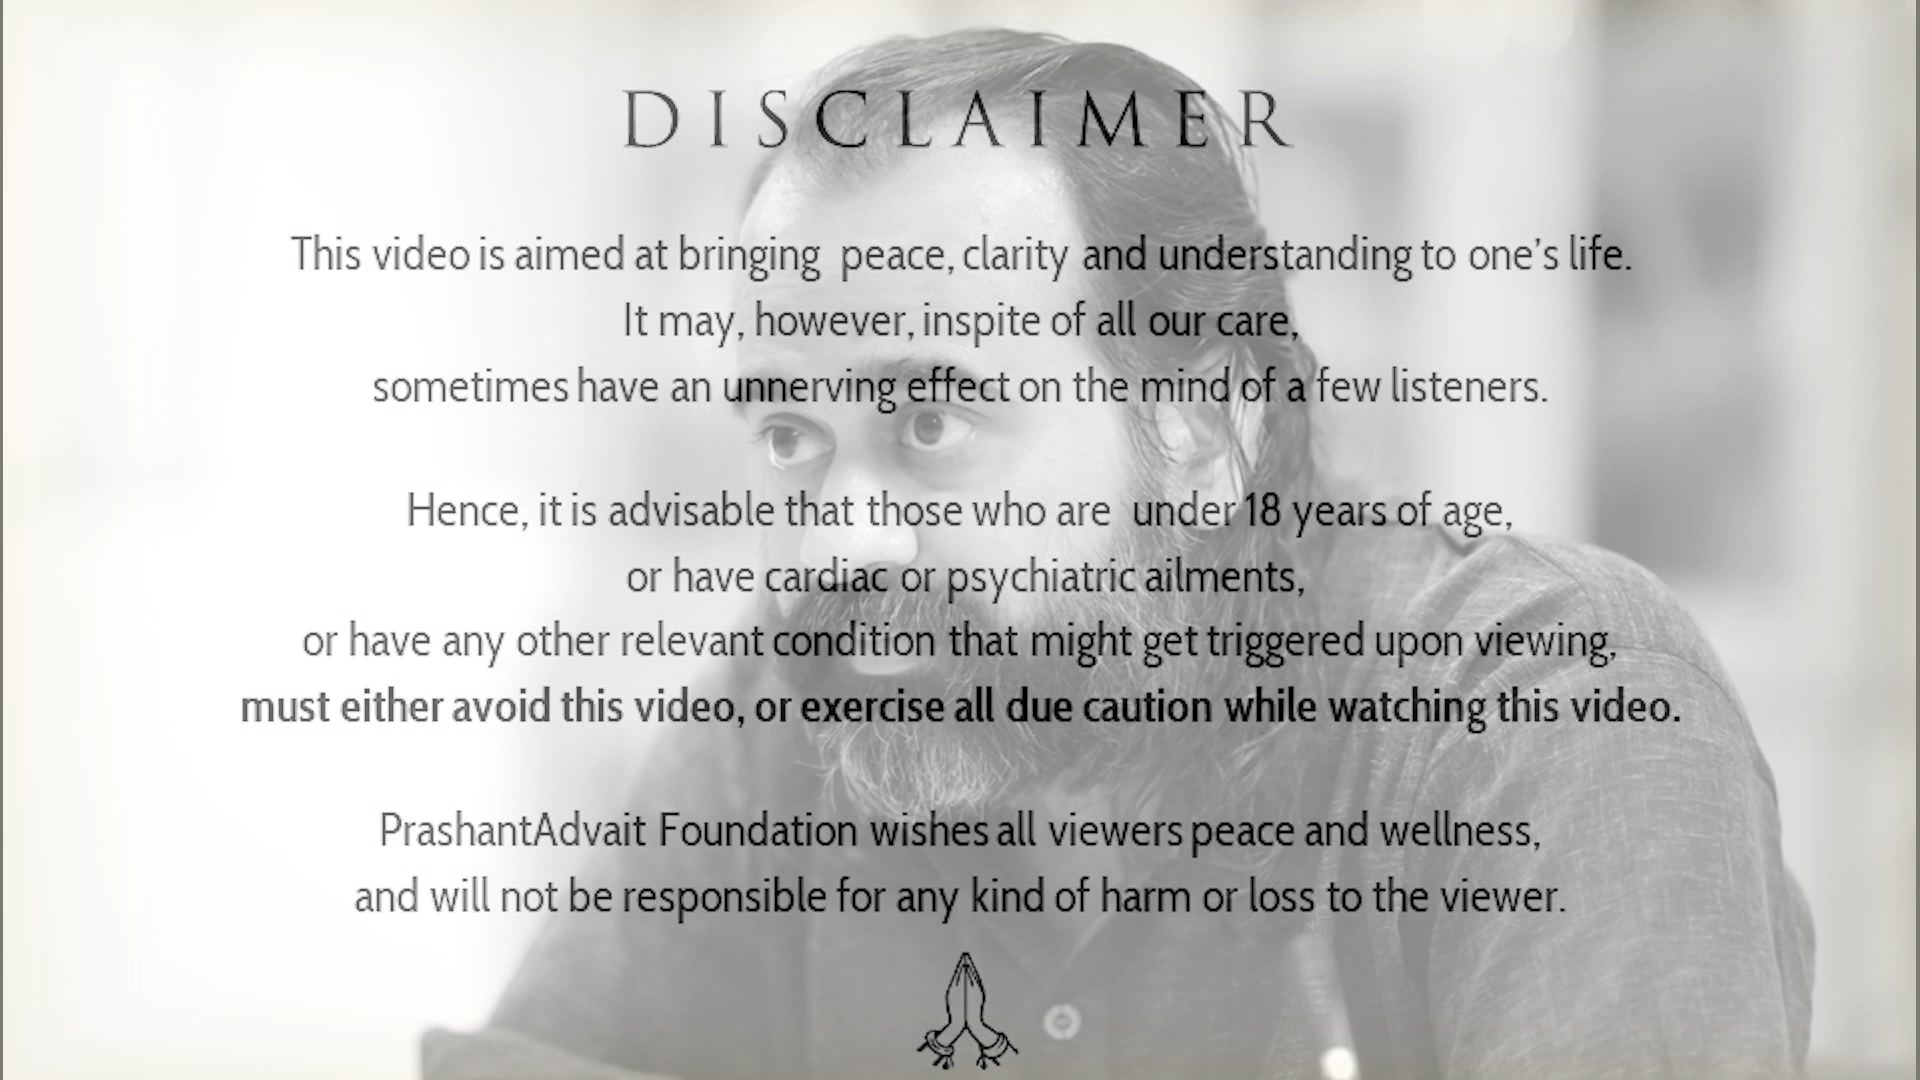 DISCLAIMER
This video is aimed at bringing peace, clarity and understanding to one's life.
It may, however, inspite of all our care,
sometimes have an unnerving effect on the mind of a few listeners.
Hence, it is advisable that those who are under 18 years of age,
or have cardiac or psychiatric ailments,
or have any other relevant condition that might get triggered upon viewing,
must either avoid this video, or exercise all due caution while watching this video.
PrashantAdvait Foundation wishes all viewers peace and wellness,
and will not be responsible for any kind of harm or loss to the viewer.